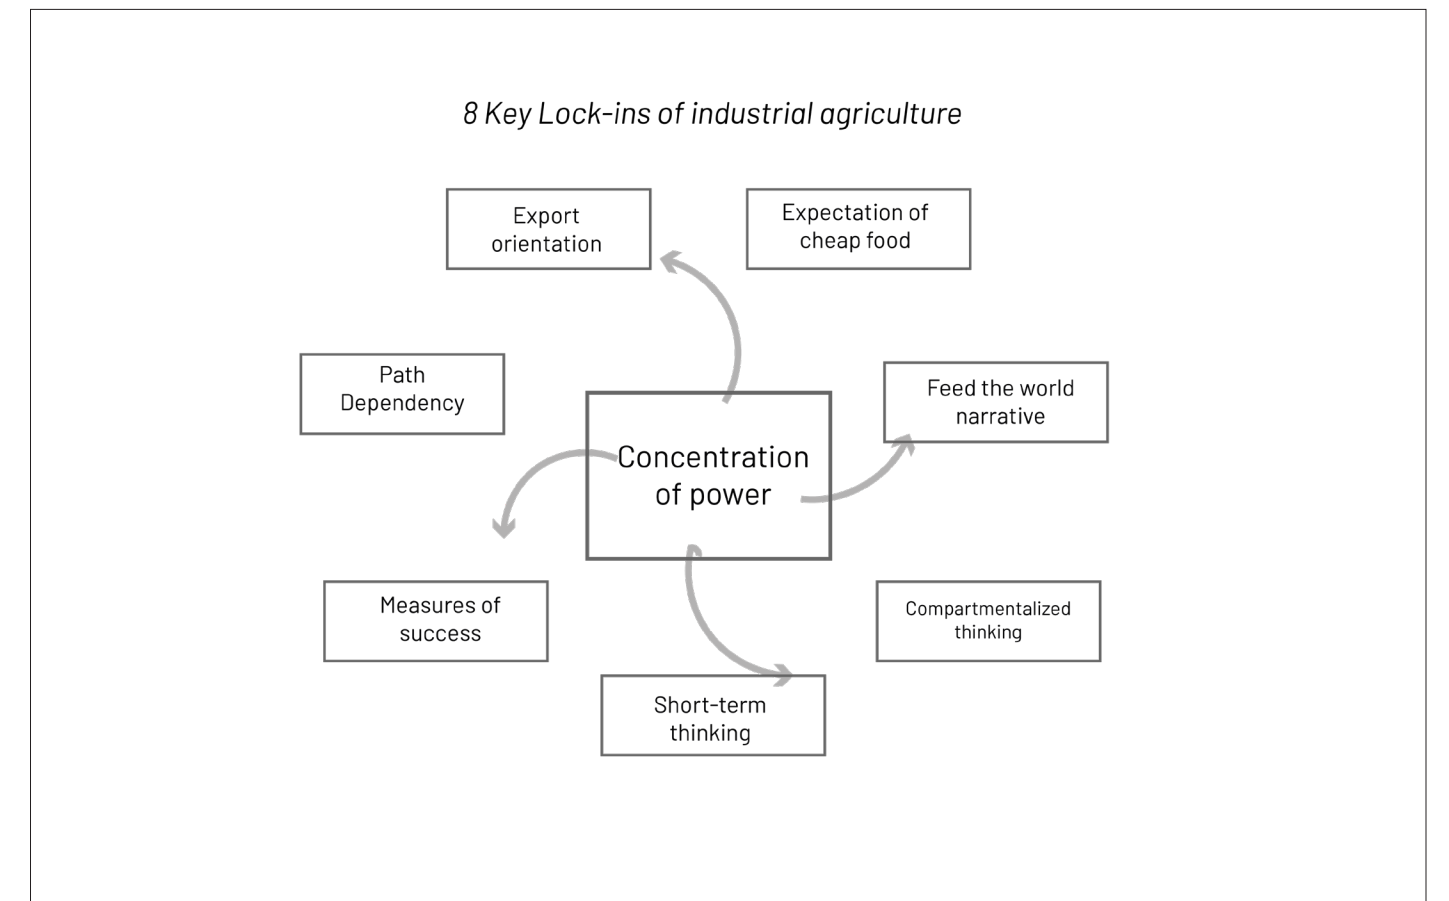 8 Key Lock-ins of industrial agriculture
Export
orientation
Expectation of
cheap food
Path
Dependency
Feed the world
narrative
Concentration
of power
Measures of
success
Compartmentalized
thinking
Short-term
thinking